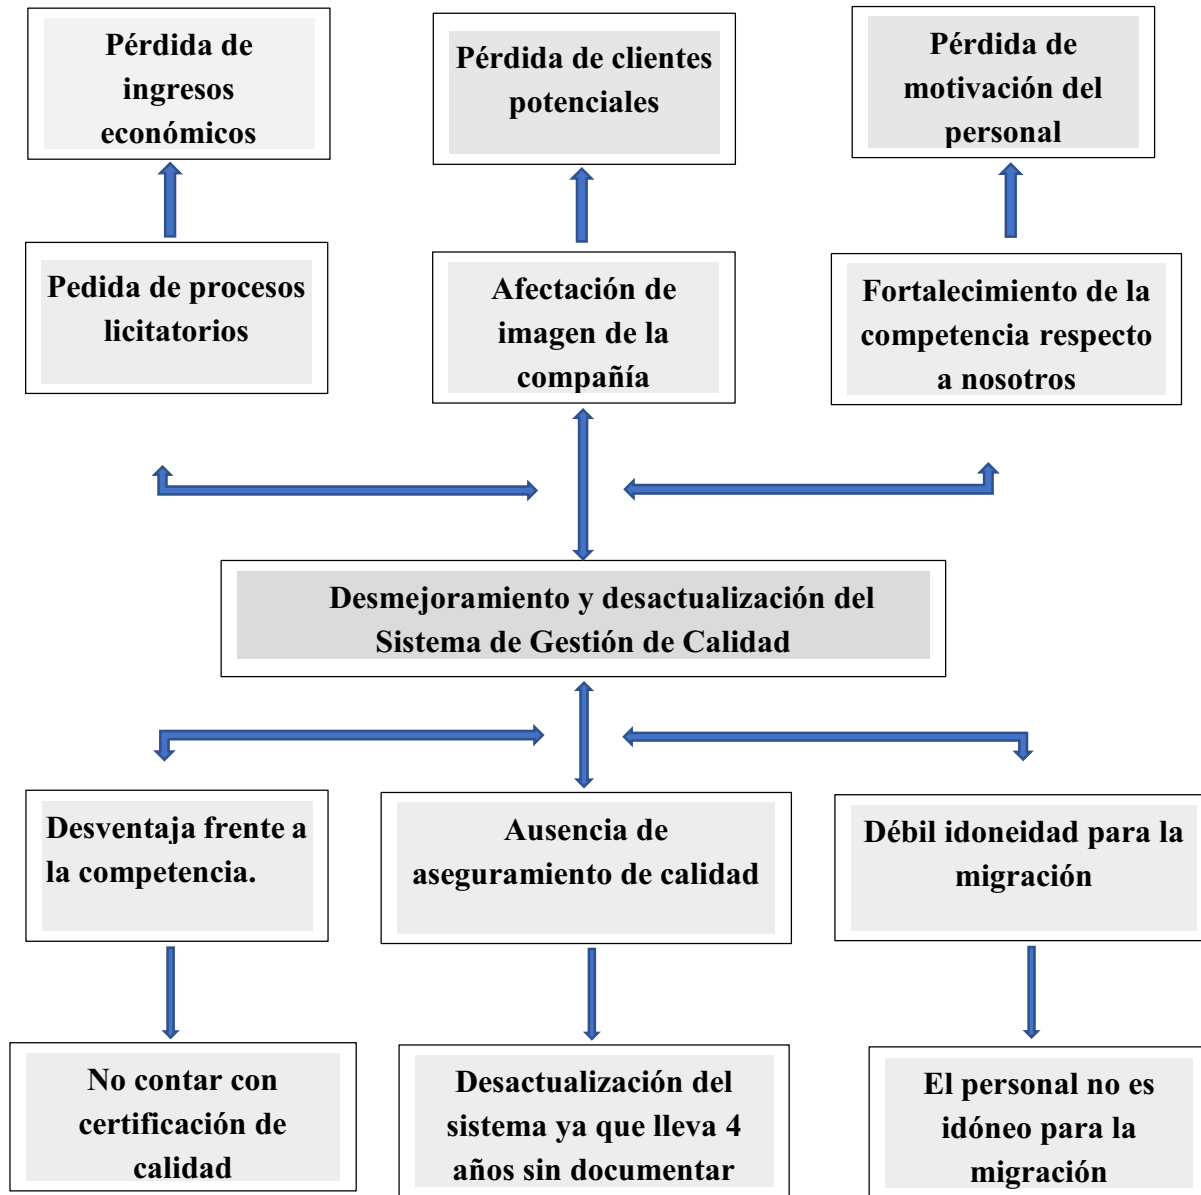 Pérdida de
ingresos
económicos
Pérdida de clientes
potenciales
Pérdida de
motivación del
personal
Pedida de procesos
licitatorios
Afectación de
imagen de la
compañía
Fortalecimiento de la
competencia respecto
a nosotros
Desmejoramiento y desactualización del
Sistema de Gestión de Calidad
Desventaja frente a
la competencia.
Ausencia de
aseguramiento de calidad
Débil idoneidad para la
migración
No contar con
certificación de
calidad
Desactualización del
sistema ya que lleva 4
años sin documentar
El personal no es
idóneo para la
migración